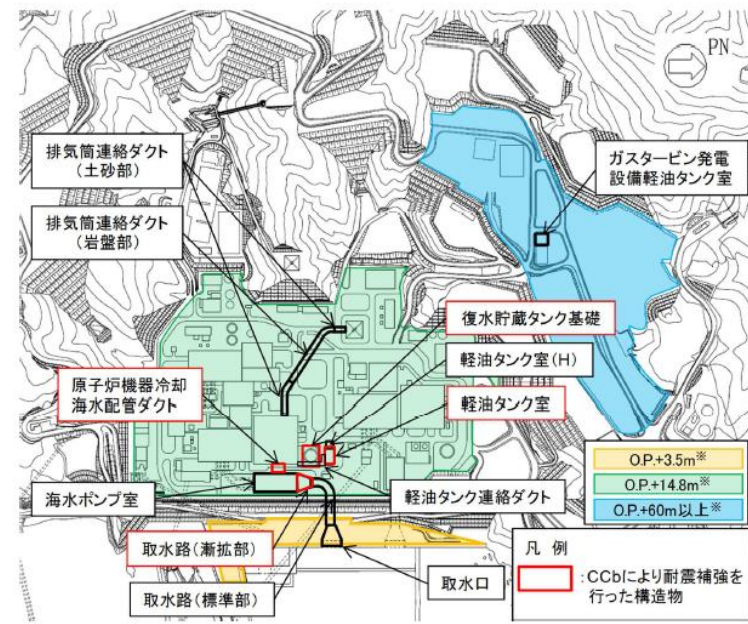 PN
排気筒連絡ダクト
(土砂部)
排気筒連絡ダクト
(岩盤部)
ガスタービン発電
設備軽油タンク室
復水貯蔵タンク基礎
軽油タンク室(H)
軽油タンク室
原子炉機器冷却
海水配管ダクト
海水ポンプ室
軽油タンク連絡ダクト
取水路(漸拡部)
取水路(標準部)
取水口
O.P.+3.5m※
O.P.+14.8m※
O.P.+60m以上※
凡 例
:CCbにより耐震補強を
行った構造物